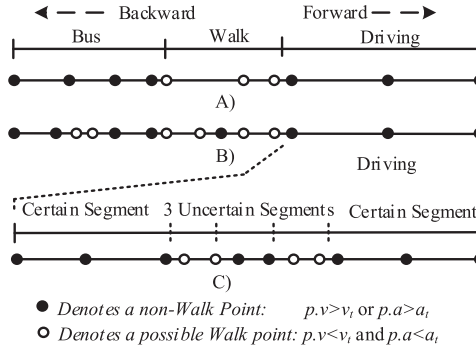 Backward Forward
Bus Walk Driving
A)
B)
Driving
Certain Segment 3 Uncertain Segments Certain Segment
C)
Denotes a non-Walk Point: p.v>vt or p.a>at
Denotes a possible Walk point: p.v<vt and p.a<at